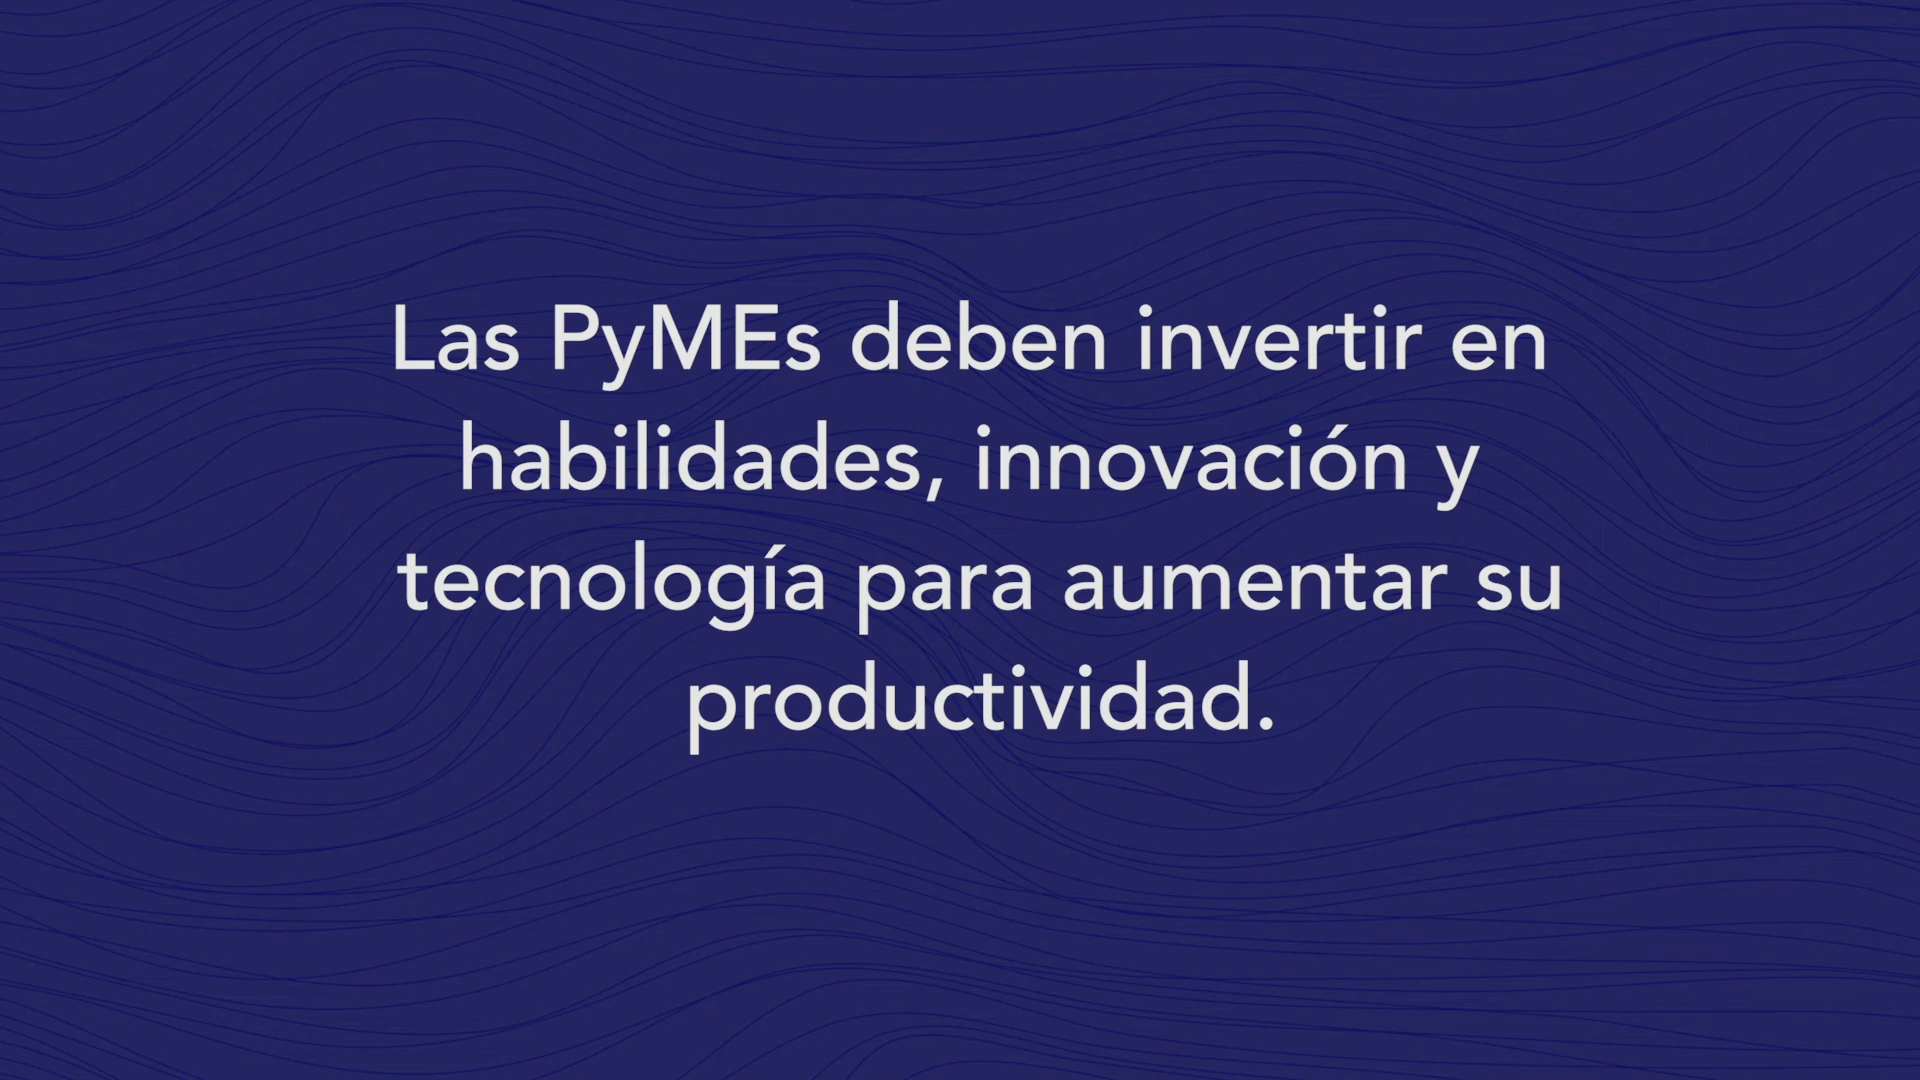 Las PyMEs deben invertir en
habilidades, innovación y
tecnología para aumentar su
productividad.